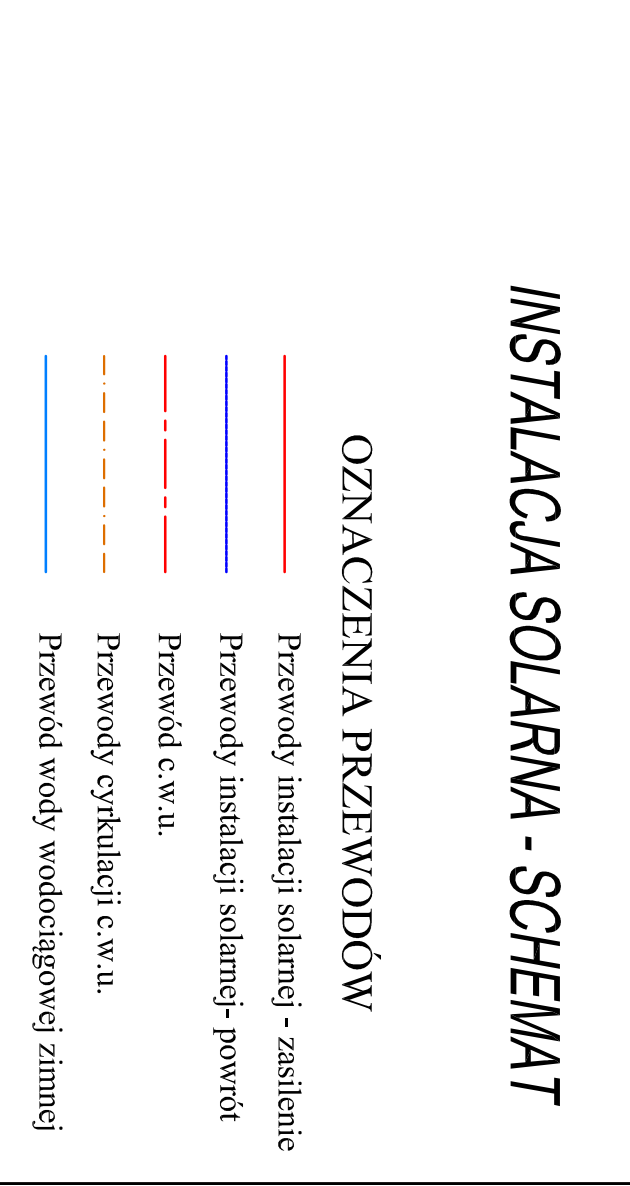 INSTALACJA SOLARNA - SCHEMAT
OZNACZENIA PRZEWODÓW
Przewody instalacji solarnej - zasilenie
Przewody instalacji solarnej- powrót
Przewód c.w.u.
Przewody cyrkulacji c.w.u.
Przewód wody wodociągowej zimnej